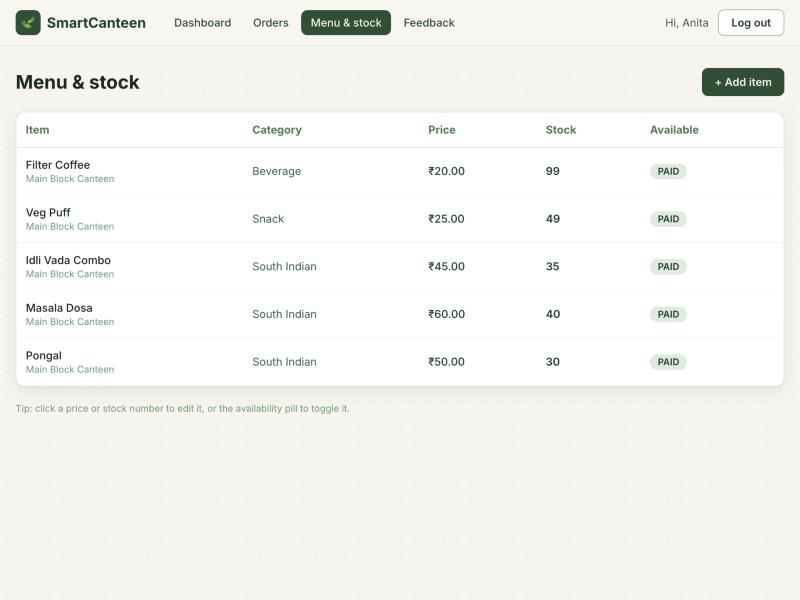 SmartCanteen Dashboard Orders Menu & stock Feedback Hi, Anita Log out
Menu & stock + Add item
Item Category Price Stock Available
Filter Coffee
Main Block Canteen
Beverage ₹20.00 99 PAID
Veg Puff
Main Block Canteen
Snack ₹25.00 49 PAID
Idli Vada Combo
Main Block Canteen
South Indian ₹45.00 35 PAID
Masala Dosa
Main Block Canteen
South Indian ₹60.00 40 PAID
Pongal
Main Block Canteen
South Indian ₹50.00 30 PAID
Tip: click a price or stock number to edit it, or the availability pill to toggle it.